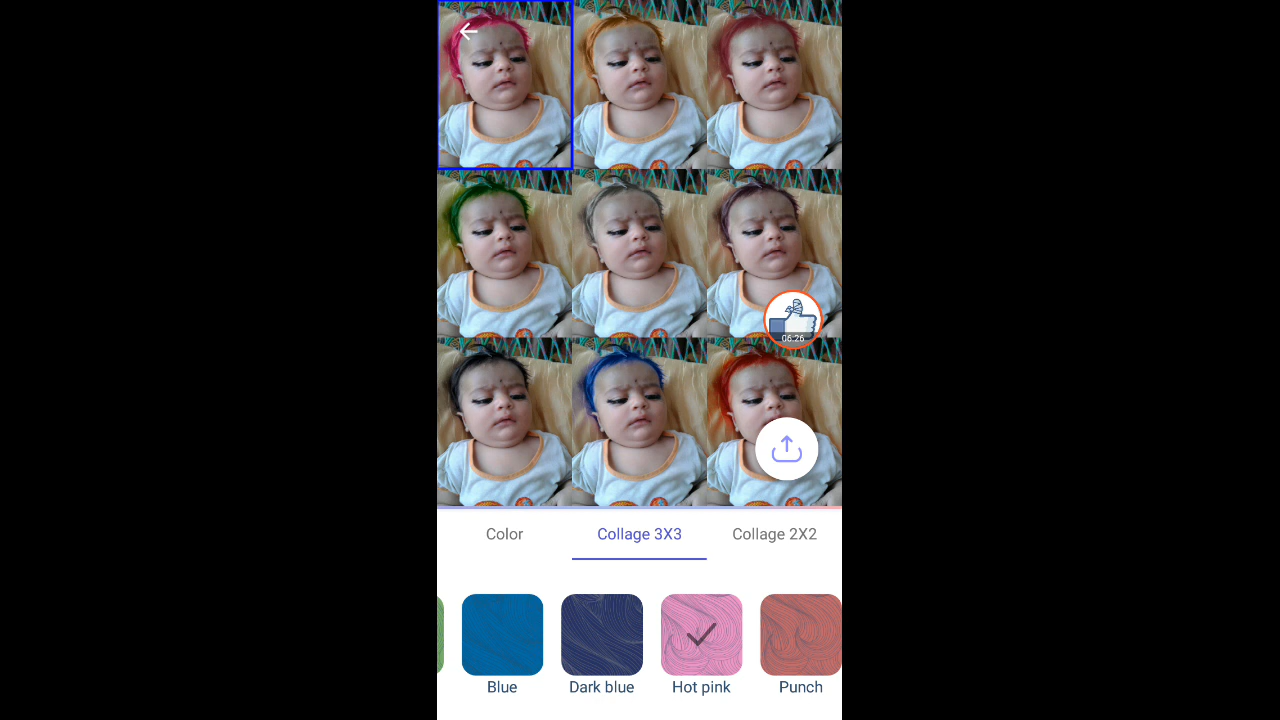 06:26
Color
Collage 3X3
Collage 2X2
Blue
Dark blue
Hot pink
Punch